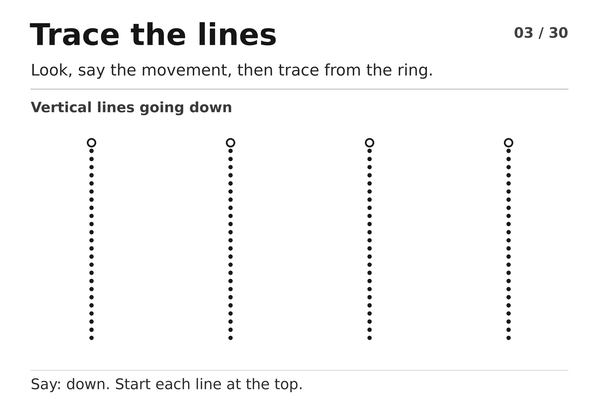 Trace the lines
03 / 30
Look, say the movement, then trace from the ring.
Vertical lines going down
Say: down. Start each line at the top.